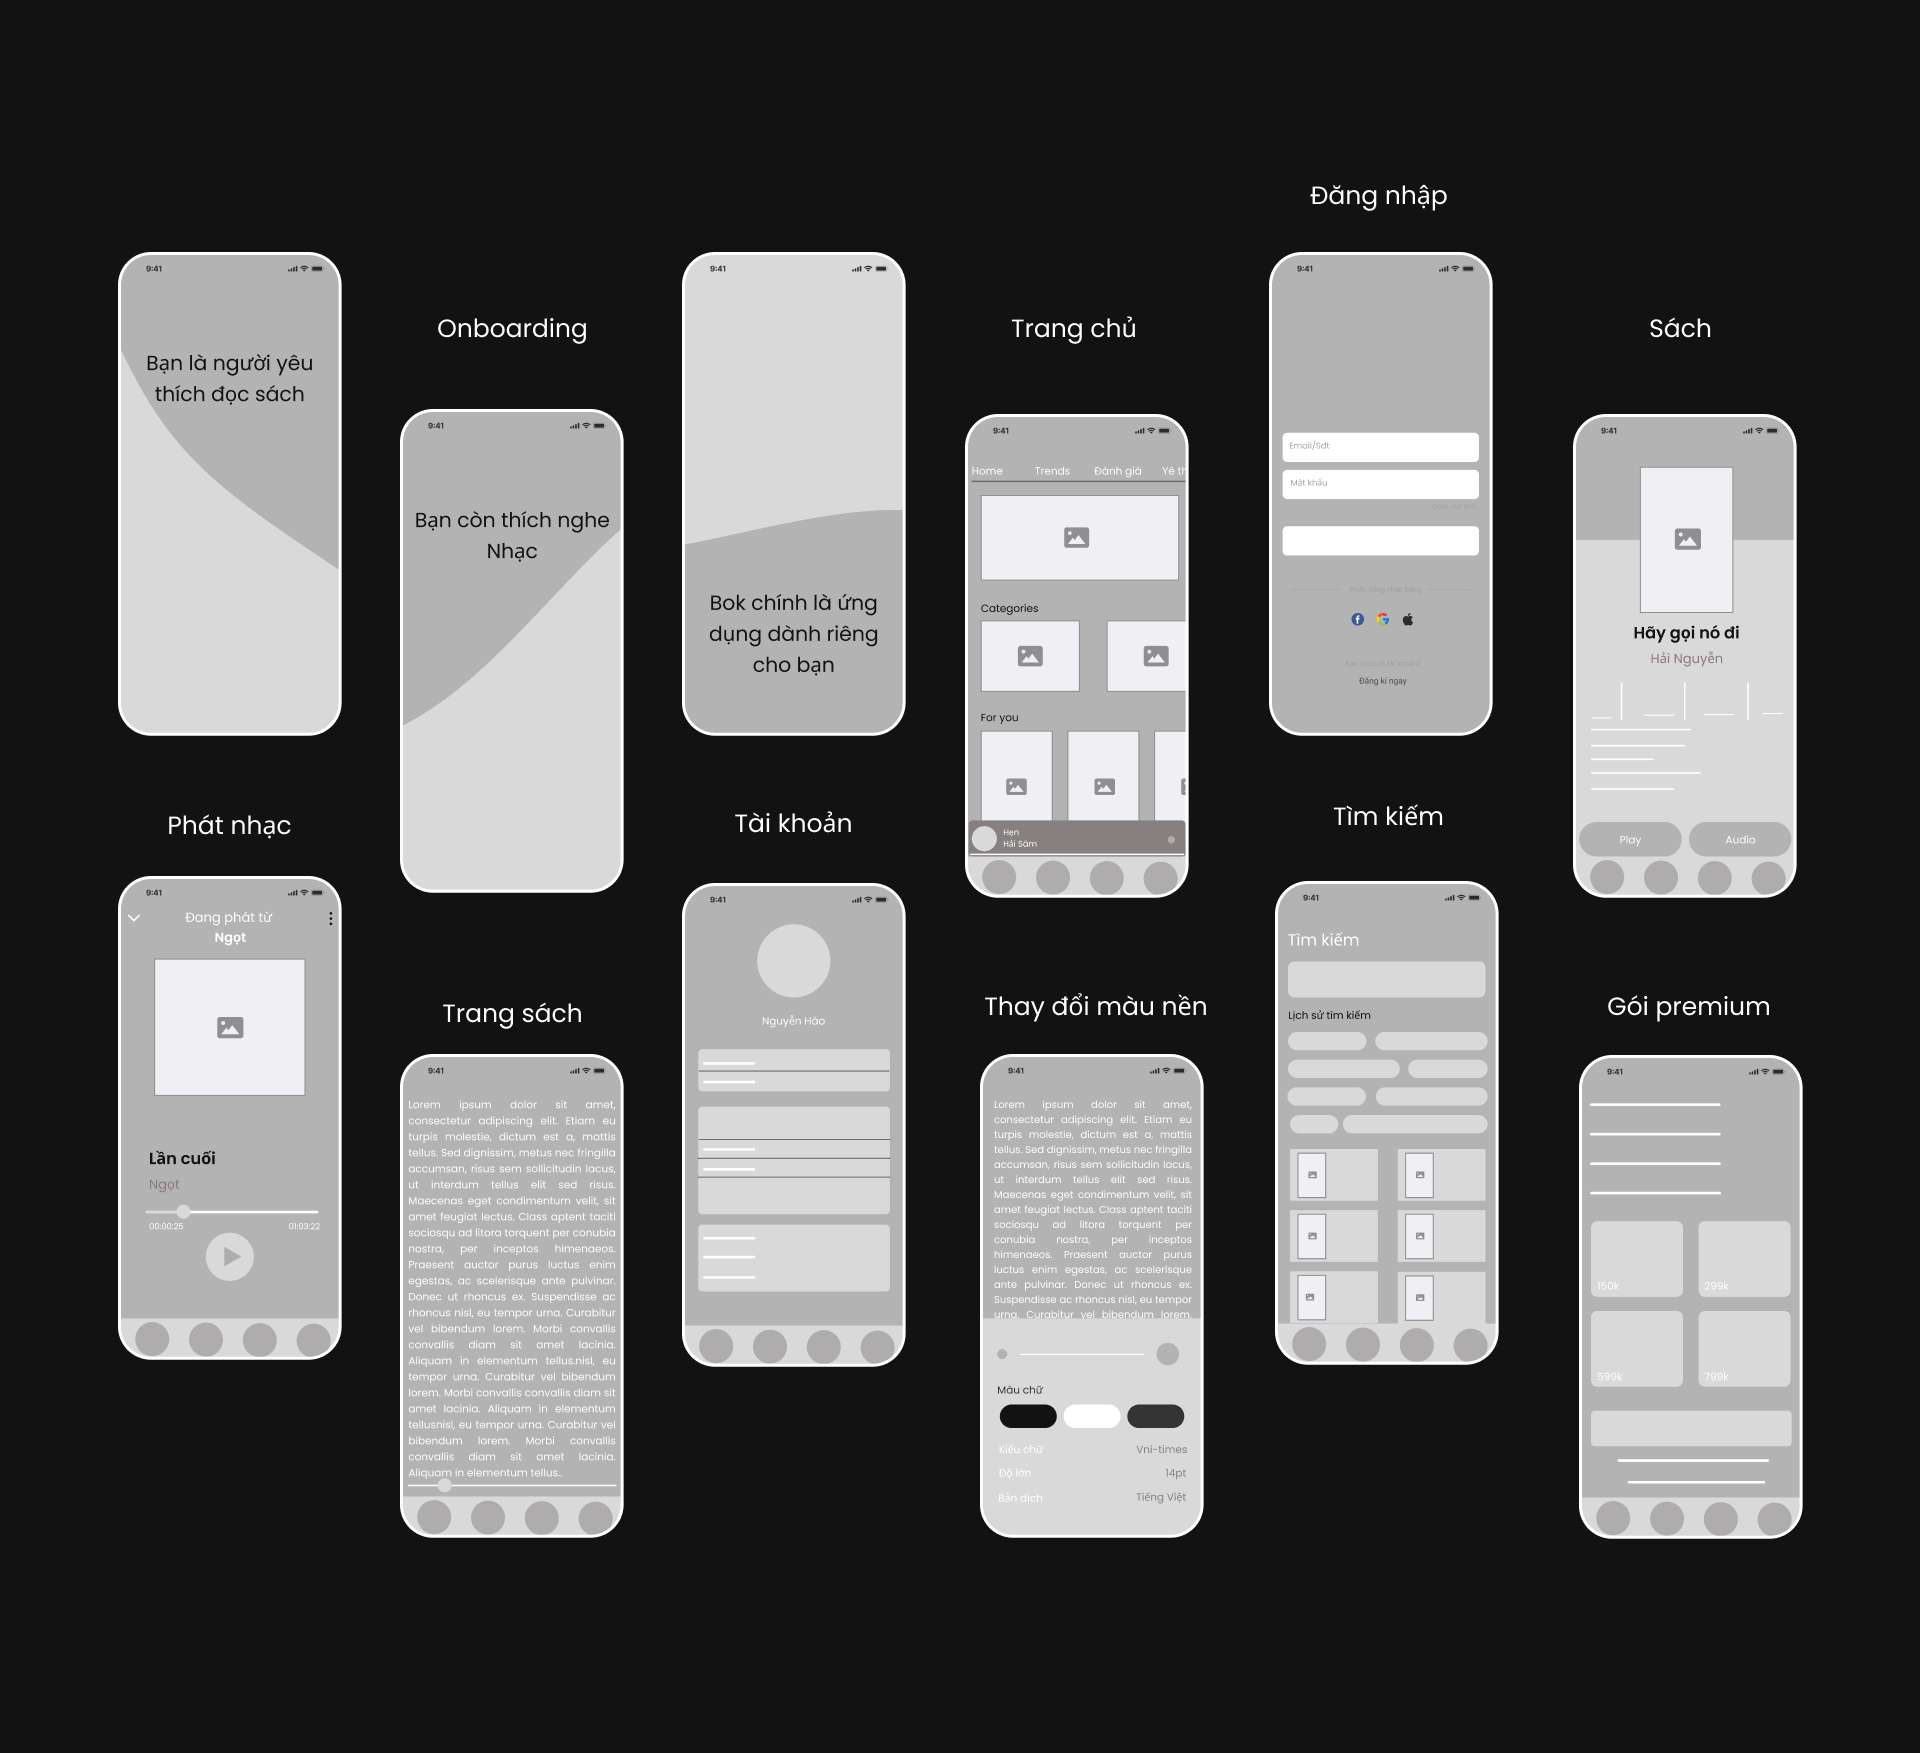 Đăng nhập
Onboarding
Trang chủ
Sách
9:41
Bạn là người yêu
thích đọc sách
9:41
Bạn còn thích nghe
Nhạc
9:41
Bok chính là ứng
dụng dành riêng
cho bạn
9:41
Home Trends Đánh giá Yê th
Categories
For you
Hẹn
Hải Sâm
9:41
Email/Sdt
Mật khẩu
Quên mật khẩu
Hoặc đăng nhập bằng
Bạn chưa có tài khoản?
Đăng kí ngay
9:41
Hãy gọi nó đi
Hải Nguyễn
Play Audio
Phát nhạc
Tài khoản
Tìm kiếm
9:41
Đang phát từ
Ngọt
Lần cuối
Ngọt
00:00:25 01:03:22
Trang sách
9:41
Lorem ipsum dolor sit amet,
consectetur adipiscing elit. Etiam eu
turpis molestie, dictum est a, mattis
tellus. Sed dignissim, metus nec fringilla
accumsan, risus sem sollicitudin lacus,
ut interdum tellus elit sed risus.
Maecenas eget condimentum velit, sit
amet feugiat lectus. Class aptent taciti
sociosqu ad litora torquent per conubia
nostra, per inceptos himenaeos.
Praesent auctor purus luctus enim
egestas, ac scelerisque ante pulvinar.
Donec ut rhoncus ex. Suspendisse ac
rhoncus nisl, eu tempor urna. Curabitur
vel bibendum lorem. Morbi convallis
convallis diam sit amet lacinia.
Aliquam in elementum tellus.nisl, eu
tempor urna. Curabitur vel bibendum
lorem. Morbi convallis convallis diam sit
amet lacinia. Aliquam in elementum
tellusnisl, eu tempor urna. Curabitur vel
bibendum lorem. Morbi convallis
convallis diam sit amet lacinia.
Aliquam in elementum tellus..
9:41
Nguyễn Hào
Thay đổi màu nền
9:41
Lorem ipsum dolor sit amet,
consectetur adipiscing elit. Etiam eu
turpis molestie, dictum est a, mattis
tellus. Sed dignissim, metus nec fringilla
accumsan, risus sem sollicitudin lacus,
ut interdum tellus elit sed risus.
Maecenas eget condimentum velit, sit
amet feugiat lectus. Class aptent taciti
sociosqu ad litora torquent per
conubia nostra, per inceptos
himenaeos. Praesent auctor purus
luctus enim egestas, ac scelerisque
ante pulvinar. Donec ut rhoncus ex.
Suspendisse ac rhoncus nisl, eu tempor
urna. Curabitur vel bibendum lorem.
Màu chữ
Kiểu chữ Vni-times
Độ lớn 14pt
Bản dịch Tiếng Việt
9:41
Tìm kiếm
Lịch sử tìm kiếm
Gói premium
9:41
150k 299k
599k 799k